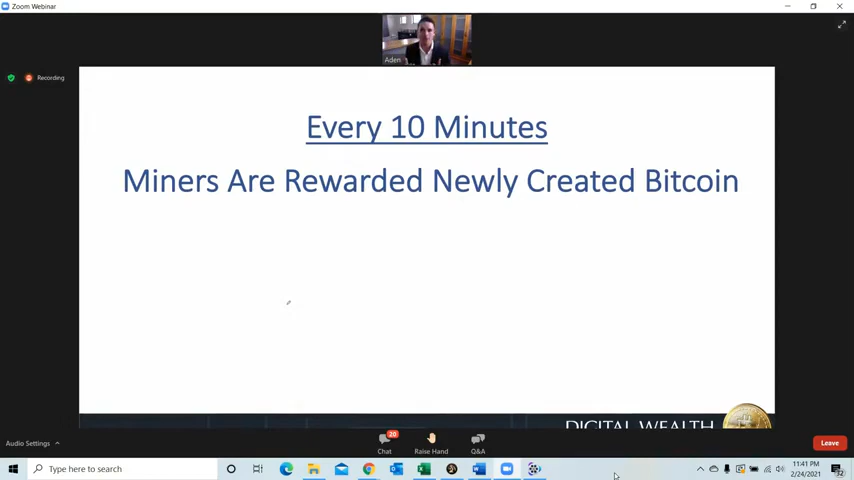 Zoom Webinar
Aden
Recording
Every 10 Minutes
Miners Are Rewarded Newly Created Bitcoin
DIGITAL WEALTH
Audio Settings
20
Chat
Raise Hand
Q&A
Leave
Type here to search
11:41 PM
2/24/2021
32